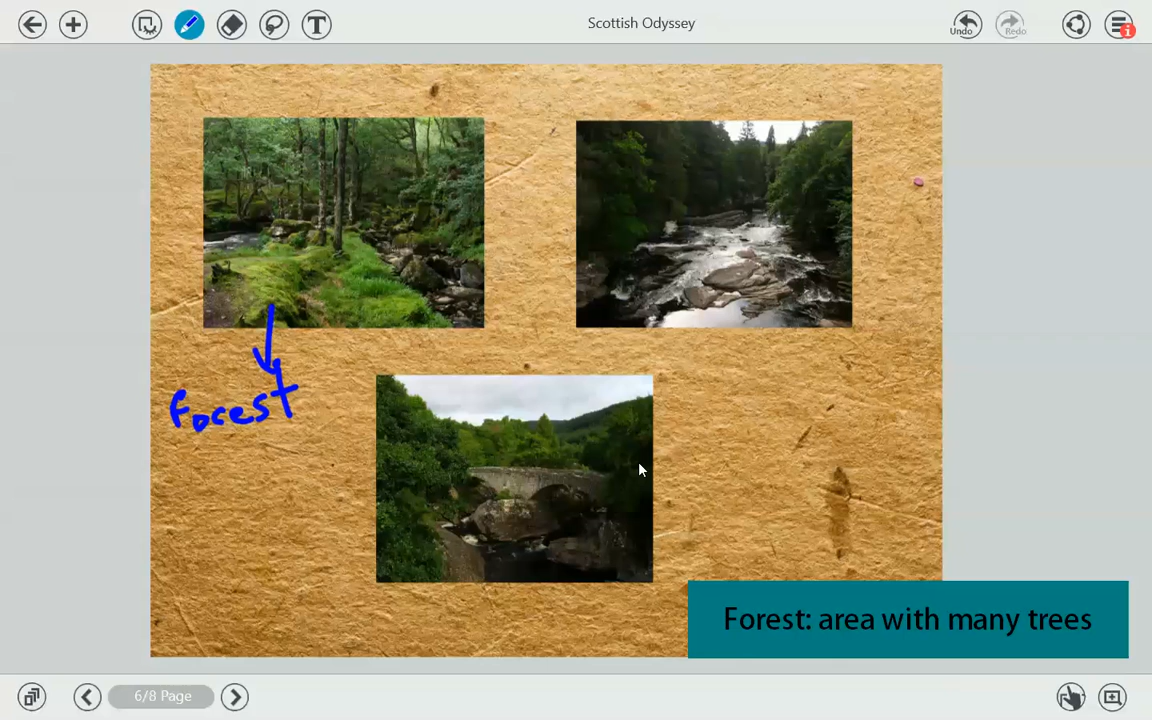 Scottish Odyssey
Undo
Redo
Forest
Forest: area with many trees
6/8 Page